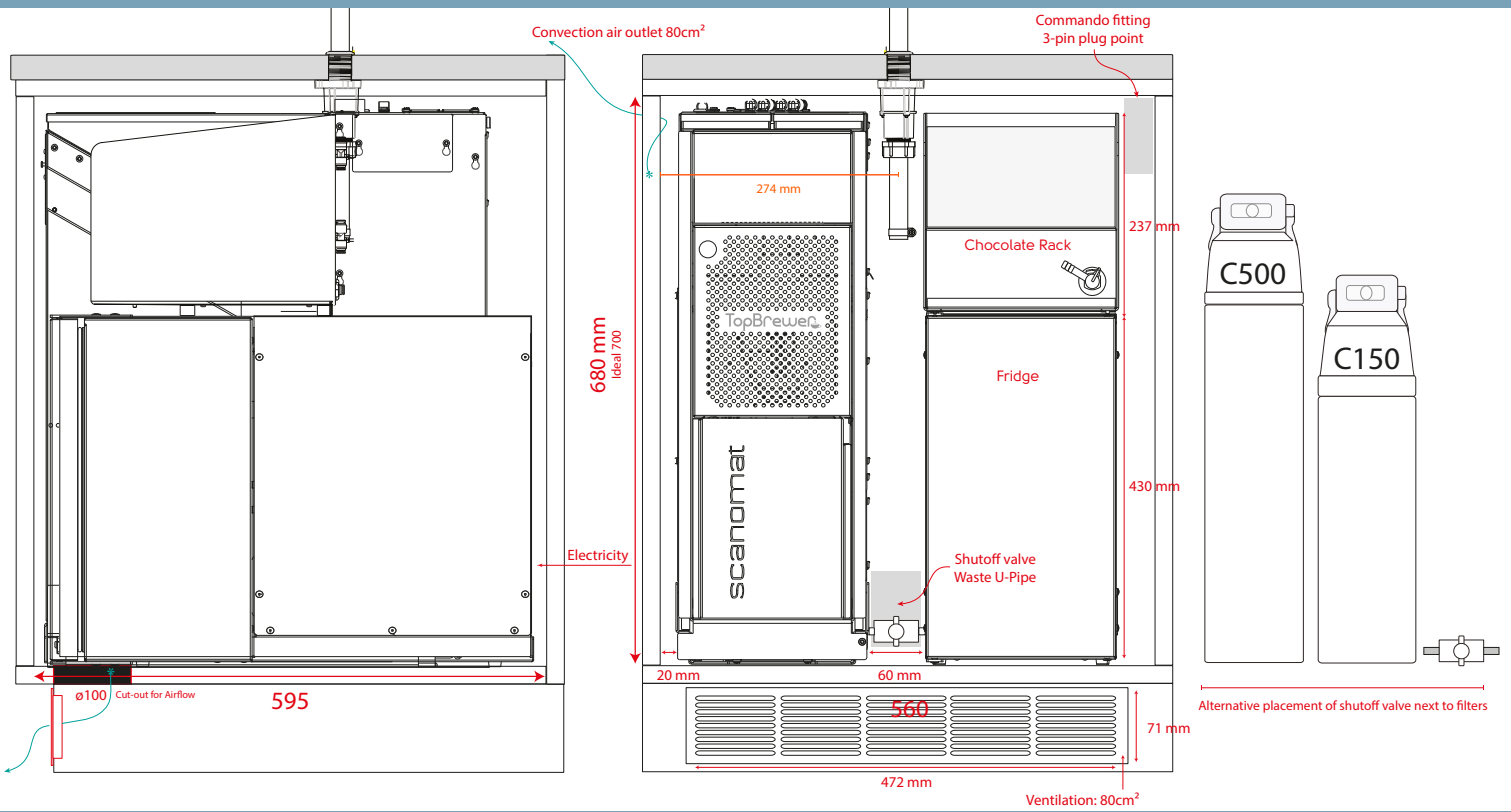 Convection air outlet 80cm²
Commando fitting
3-pin plug point
274 mm
237 mm
Chocolate Rack
C500
TopBrewer
680 mm
Ideal 700
C150
Fridge
scanomat
430 mm
Electricity
Shutoff valve
Waste U-Pipe
20 mm
60 mm
ø100
Cut-out for Airflow
595
560
Alternative placement of shutoff valve next to filters
71 mm
472 mm
Ventilation: 80cm²